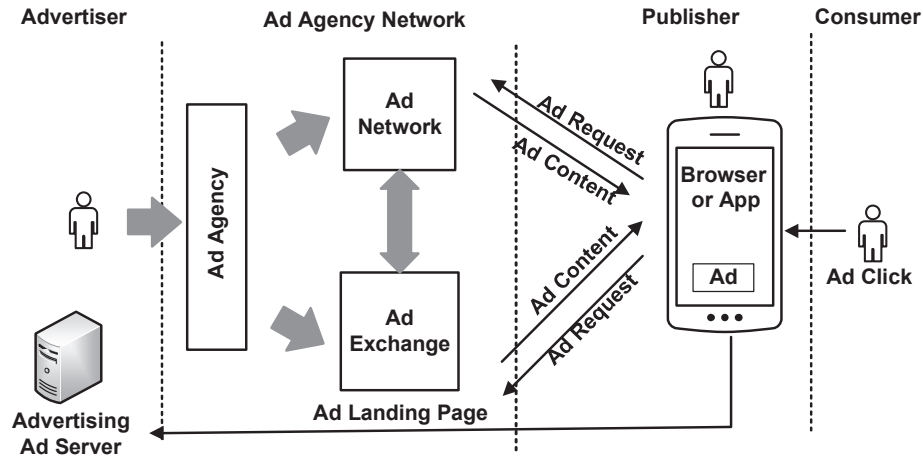 Advertiser
Ad Agency Network
Publisher
Consumer
Ad Agency
Ad
Network
Ad
Exchange
Ad Request
Ad Content
Ad Content
Ad Request
Browser
or App
Ad
Ad Click
Ad Landing Page
Advertising
Ad Server